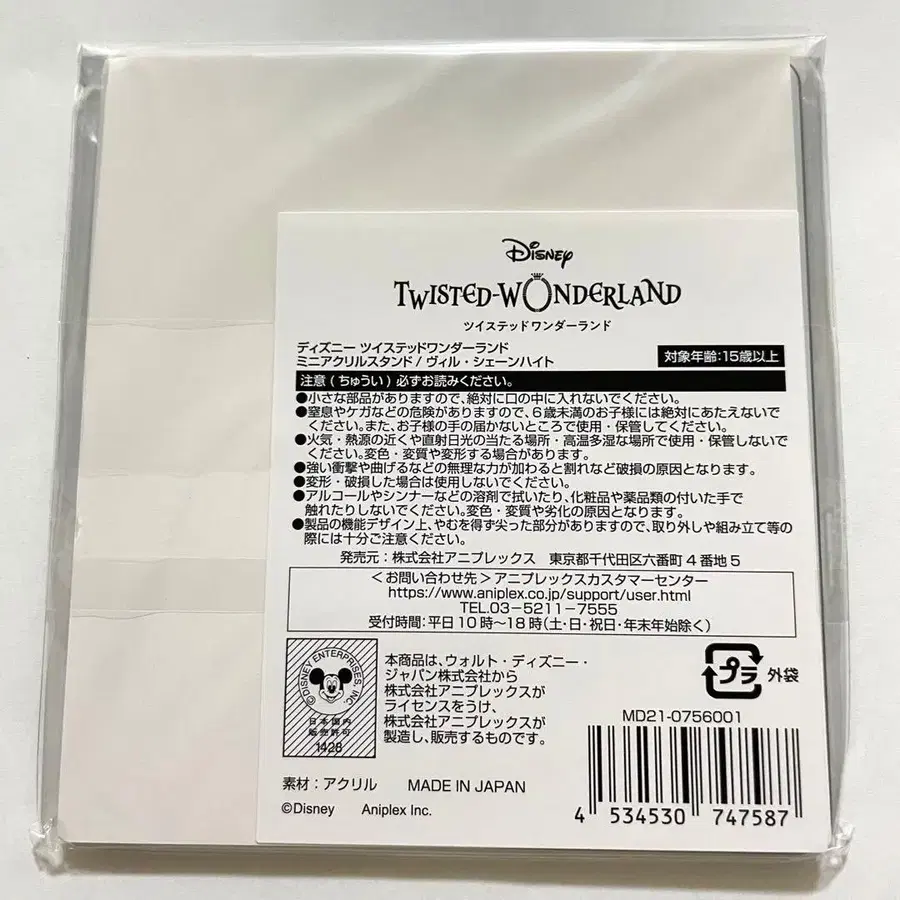 Disney
TWISTED-WONDERLAND
ツイステッドワンダーランド
ディズニー ツイステッドワンダーランド
ミニアクリルスタンド / ヴィル・シェーンハイト
対象年齢:15歳以上
注意 ( ちゅうい ) 必ずお読みください。
●小さな部品がありますので、絶対に口の中に入れないでください。
●窒息やケガなどの危険がありますので、6歳未満のお子様には絶対にあたえないで
ください。また、お子様の手の届かないところで使用・保管してください。
●火気・熱源の近くや直射日光の当たる場所・高温多湿な場所で使用・保管しないで
ください。変色・変質や変形する場合があります。
●強い衝撃や曲げるなどの無理な力が加わると割れなど破損の原因となります。
●変形・破損した場合は使用しないでください。
●アルコールやシンナーなどの溶剤で拭いたり、化粧品や薬品類の付いた手で
触れたりしないでください。変色・変質や劣化の原因となります。
●製品の機能デザイン上、やむを得ず尖った部分がありますので、取り外しや組み立て等の
際には十分ご注意ください。
発売元:株式会社アニプレックス 東京都千代田区六番町4番地5
<お問い合わせ先>アニプレックスカスタマーセンター
https://www.aniplex.co.jp/support/user.html
TEL.03-5211-7555
受付時間:平日10時~18時(土・日・祝日・年末年始除く)
©DISNEY ENTERPRISES, INC.
日本国内
販売許可
1428
本商品は、ウォルト・ディズニー・
ジャパン株式会社から
株式会社アニプレックスが
ライセンスをうけ、
株式会社アニプレックスが
製造し、販売するものです。
プラ 外袋
MD21-0756001
素材:アクリル MADE IN JAPAN
©Disney Aniplex Inc.
4 534530 747587